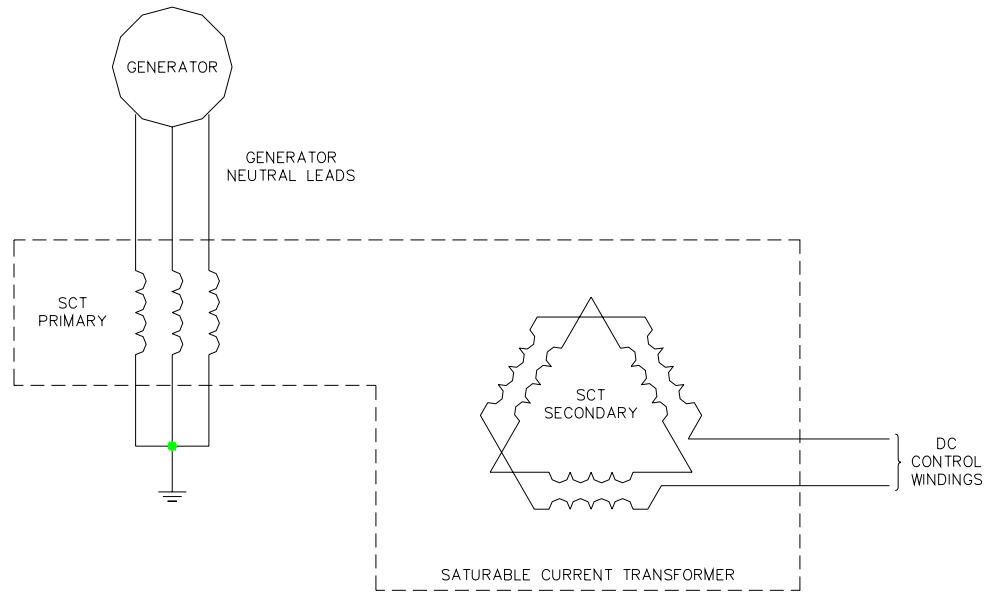 GENERATOR
GENERATOR
NEUTRAL LEADS
SCT
PRIMARY
SCT
SECONDARY
DC
CONTROL
WINDINGS
SATURABLE CURRENT TRANSFORMER